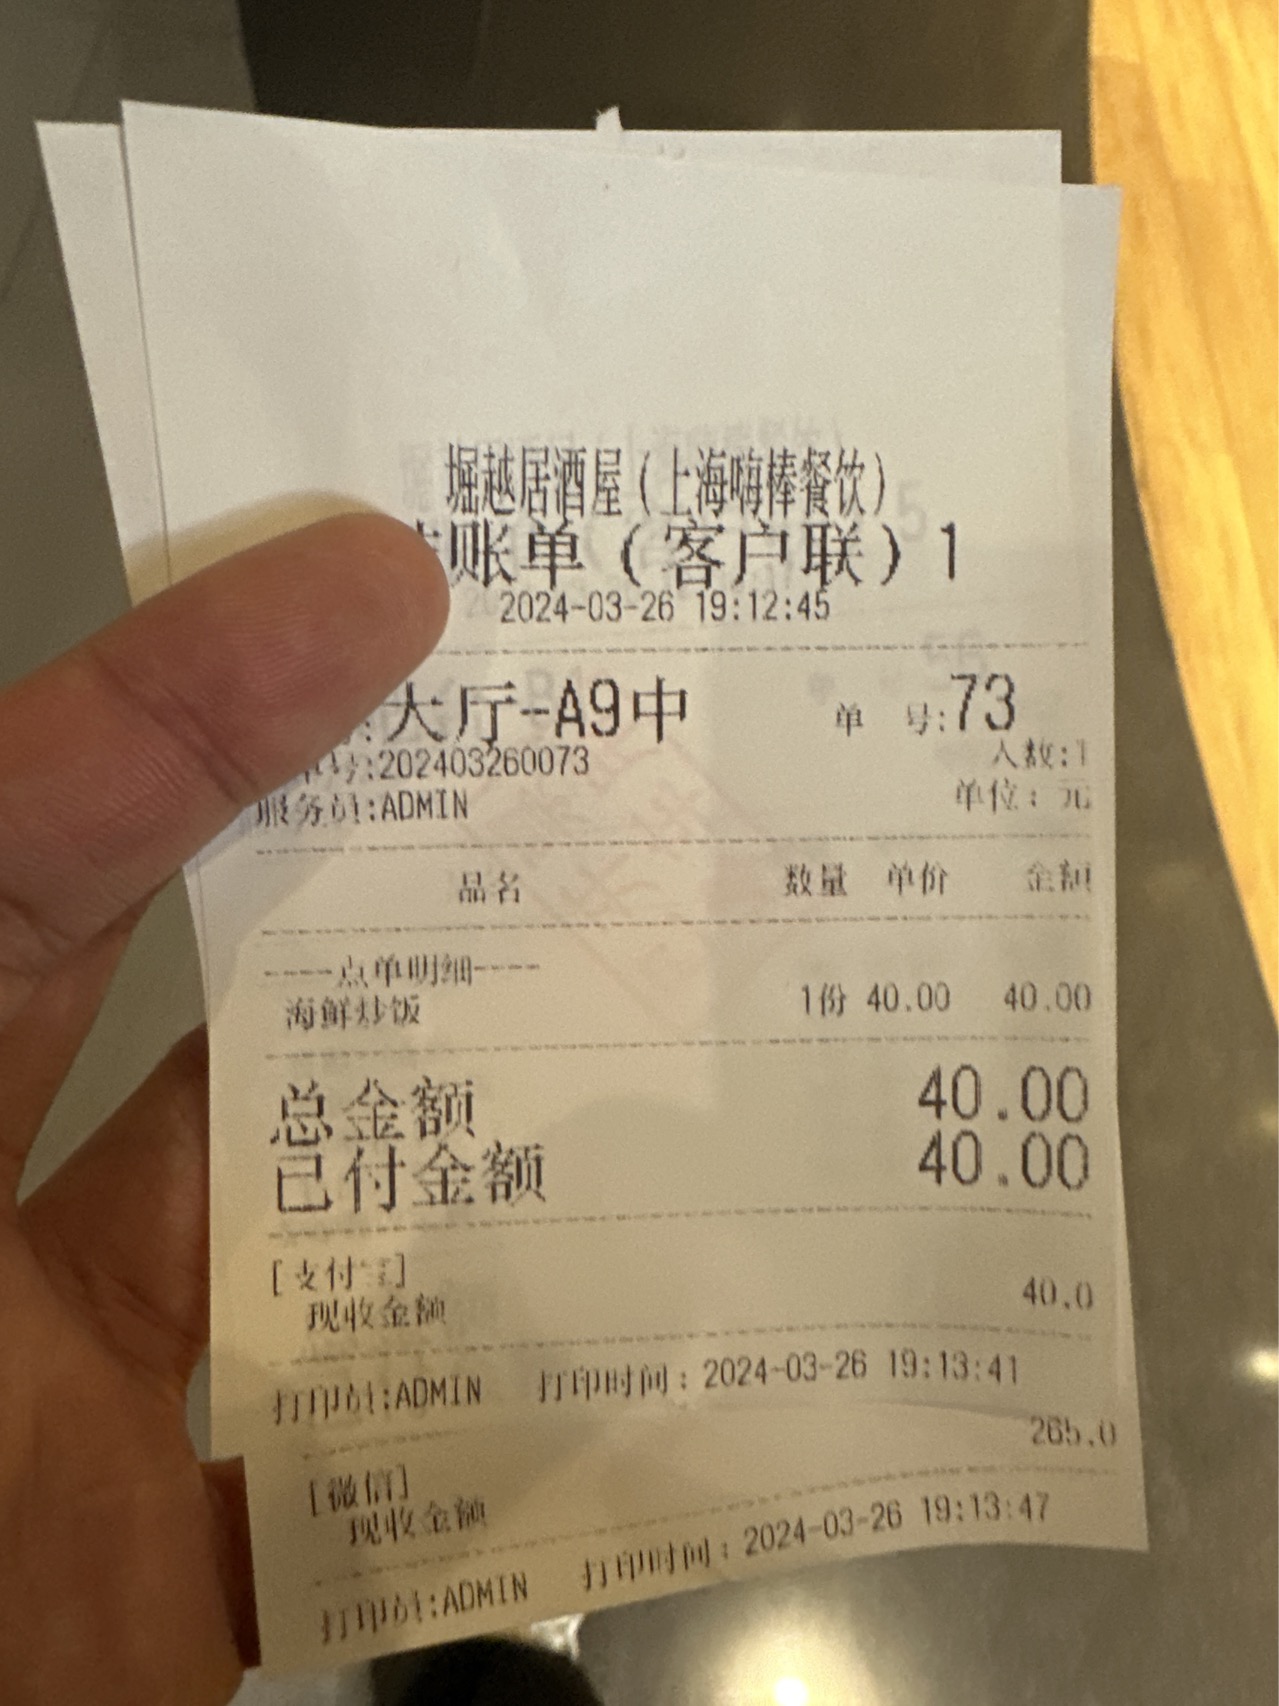 堀越居酒屋(上海嗨棒餐饮)
账单(客户联)1
2024-03-26 19:12:45
大厅-A9中 单 号:73
单号:202403260073 人数:1
服务员:ADMIN 单位: 元
品名 数量 单价 金额
----点单明细----
海鲜炒饭 1份 40.00 40.00
总金额 40.00
已付金额 40.00
[支付宝]
现收金额 40.0
打印员:ADMIN 打印时间: 2024-03-26 19:13:41
265.0
[微信]
现收金额
打印员:ADMIN 打印时间: 2024-03-26 19:13:47